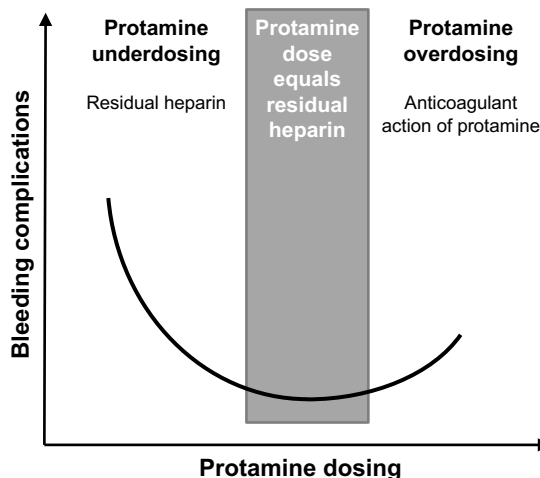 Protamine
underdosing
Residual heparin
Protamine
dose
equals
residual
heparin
Protamine
overdosing
Anticoagulant
action of protamine
Bleeding complications
Protamine dosing